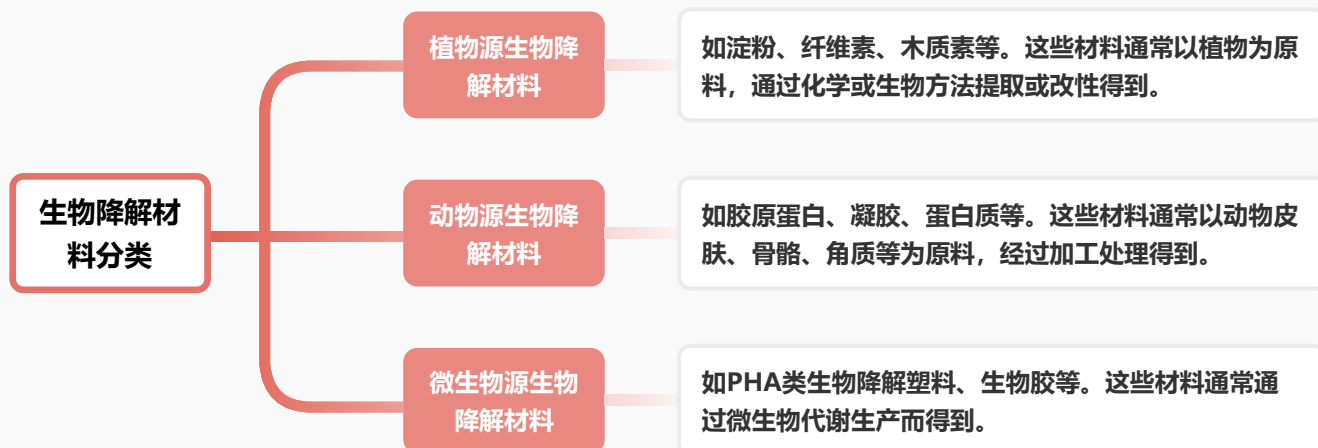 生物降解材
料分类
植物源生物降
解材料
如淀粉、纤维素、木质素等。这些材料通常以植物为原
料，通过化学或生物方法提取或改性得到。
动物源生物降
解材料
如胶原蛋白、凝胶、蛋白质等。这些材料通常以动物皮
肤、骨骼、角质等为原料，经过加工处理得到。
微生物源生物
降解材料
如PHA类生物降解塑料、生物胶等。这些材料通常通
过微生物代谢生产而得到。